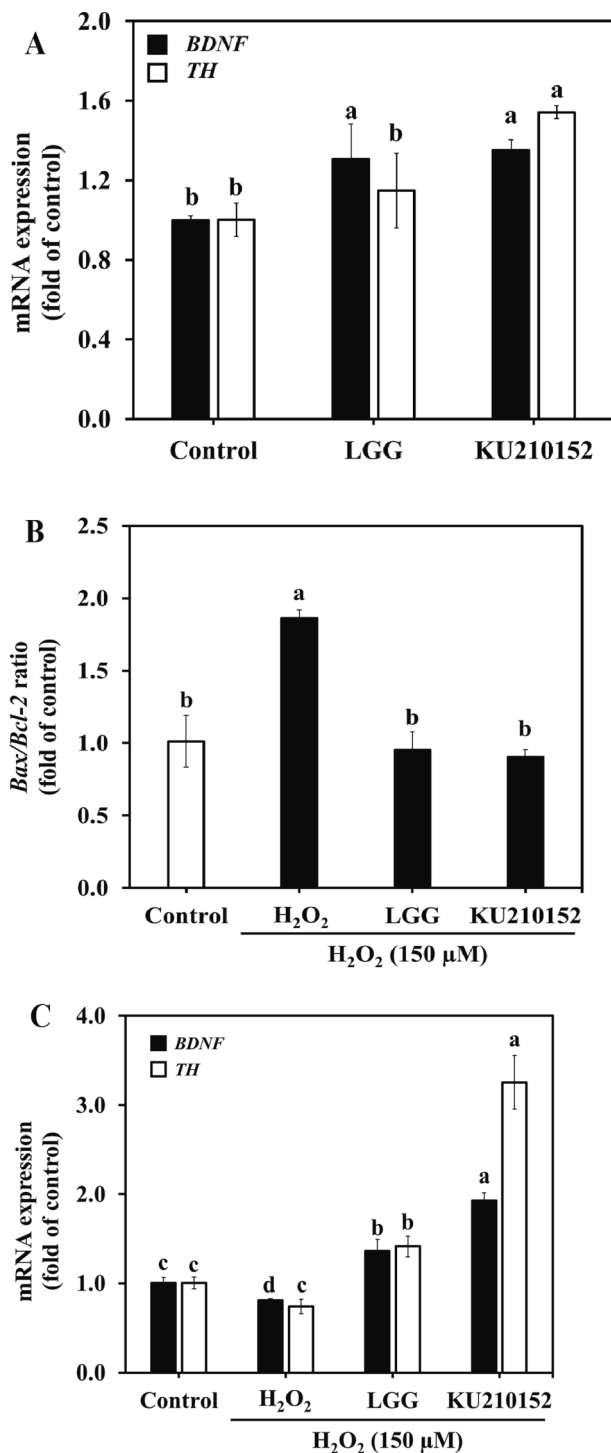 A
BDNF
TH
mRNA expression
(fold of control)
2.0
1.6
1.2
0.8
0.4
0.0
b b
a b
a a
Control LGG KU210152
B
Bax/Bcl-2 ratio
(fold of control)
2.5
2.0
1.5
1.0
0.5
0.0
b a b b
Control H₂O₂ LGG KU210152
H₂O₂ (150 μM)
C
BDNF
TH
mRNA expression
(fold of control)
4.0
3.0
2.0
1.0
0.0
c c
d c
b b
a a
Control H₂O₂ LGG KU210152
H₂O₂ (150 μM)